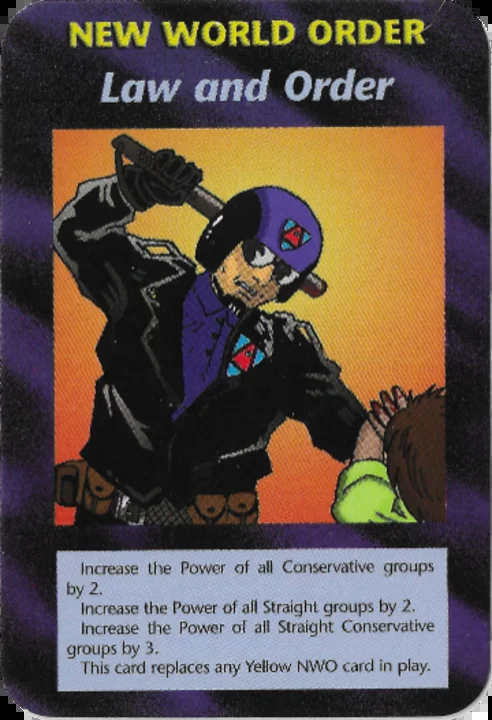 NEW WORLD ORDER
Law and Order
Increase the Power of all Conservative groups
by 2.
Increase the Power of all Straight groups by 2.
Increase the Power of all Straight Conservative
groups by 3.
This card replaces any Yellow NWO card in play.